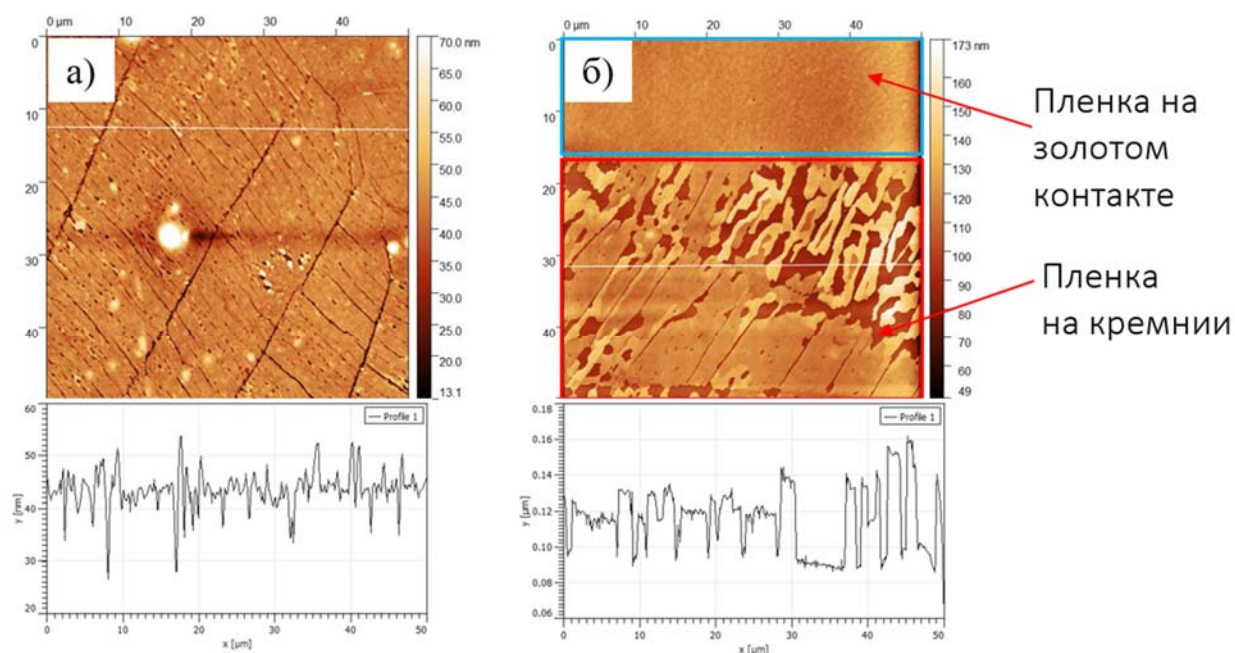 0 µm 10 20 30 40
0
10
20
30
40
а)
70.0 nm
65.0
60.0
55.0
50.0
45.0
40.0
35.0
30.0
25.0
20.0
13.1
0 µm 10 20 30 40
0
10
20
30
40
б)
173 nm
160
150
140
130
120
110
100
90
80
70
60
49
Пленка на
золотом
контакте
Пленка
на кремнии
Profile 1
60
50
40
30
20
y [nm]
0 10 20 30 40 50
x [µm]
Profile 1
0.18
0.16
0.14
0.12
0.10
0.08
0.06
y [µm]
0 10 20 30 40 50
x [µm]